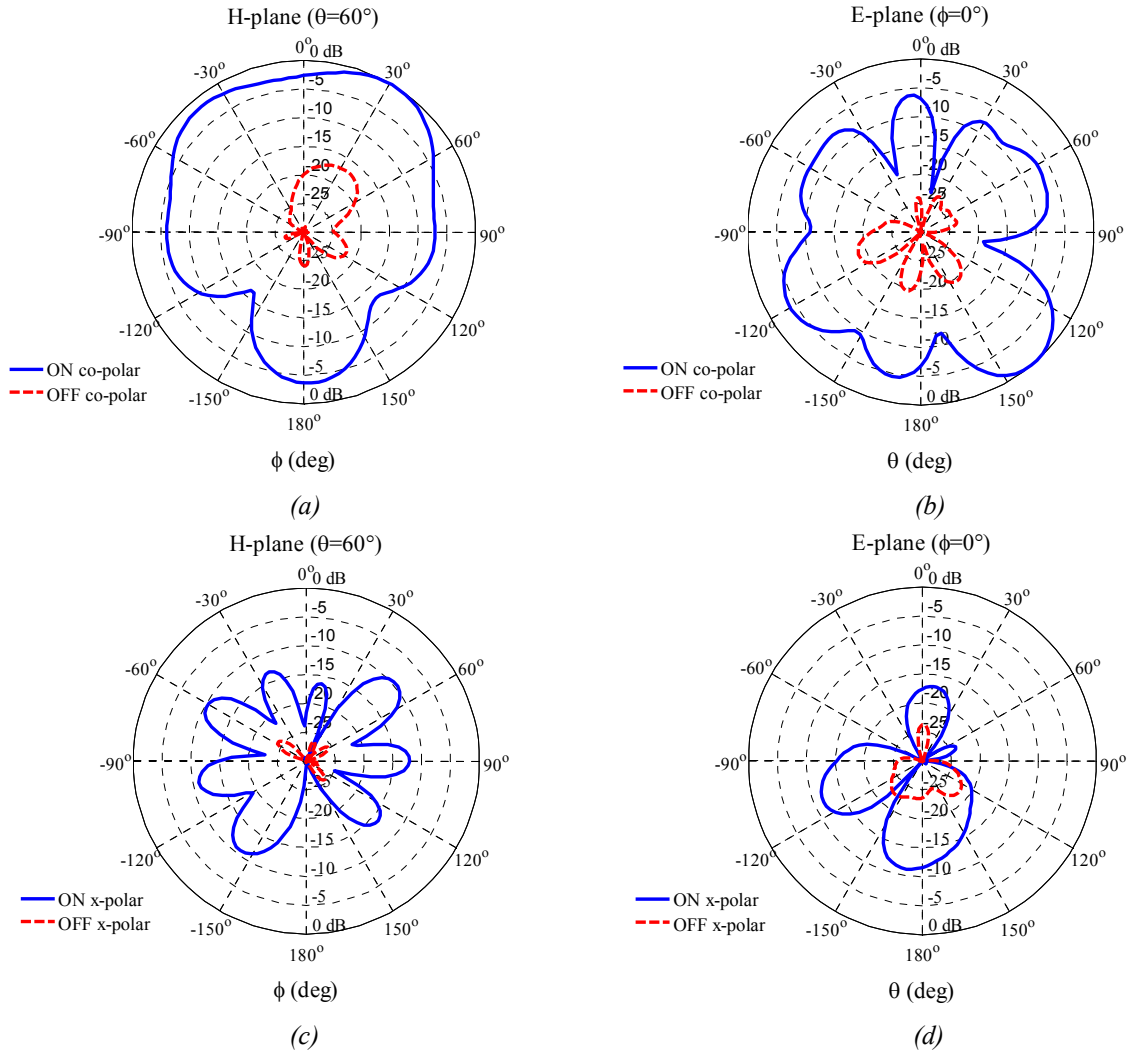 H-plane (θ=60°)
0° 0 dB
-30° 30°
-60° 60°
-90° 90°
-120° 120°
-150° 150°
180°
-5
-10
-15
-20
-25
-25
-20
-15
-10
-5
0 dB
ON co-polar
OFF co-polar
ϕ (deg)
(a)
E-plane (ϕ=0°)
0° 0 dB
-30° 30°
-60° 60°
-90° 90°
-120° 120°
-150° 150°
180°
-5
-10
-15
-20
-25
-25
-20
-15
-10
-5
0 dB
ON co-polar
OFF co-polar
θ (deg)
(b)
H-plane (θ=60°)
0° 0 dB
-30° 30°
-60° 60°
-90° 90°
-120° 120°
-150° 150°
180°
-5
-10
-15
-20
-25
-25
-20
-15
-10
-5
0 dB
ON x-polar
OFF x-polar
ϕ (deg)
(c)
E-plane (ϕ=0°)
0° 0 dB
-30° 30°
-60° 60°
-90° 90°
-120° 120°
-150° 150°
180°
-5
-10
-15
-20
-25
-25
-20
-15
-10
-5
0 dB
ON x-polar
OFF x-polar
θ (deg)
(d)